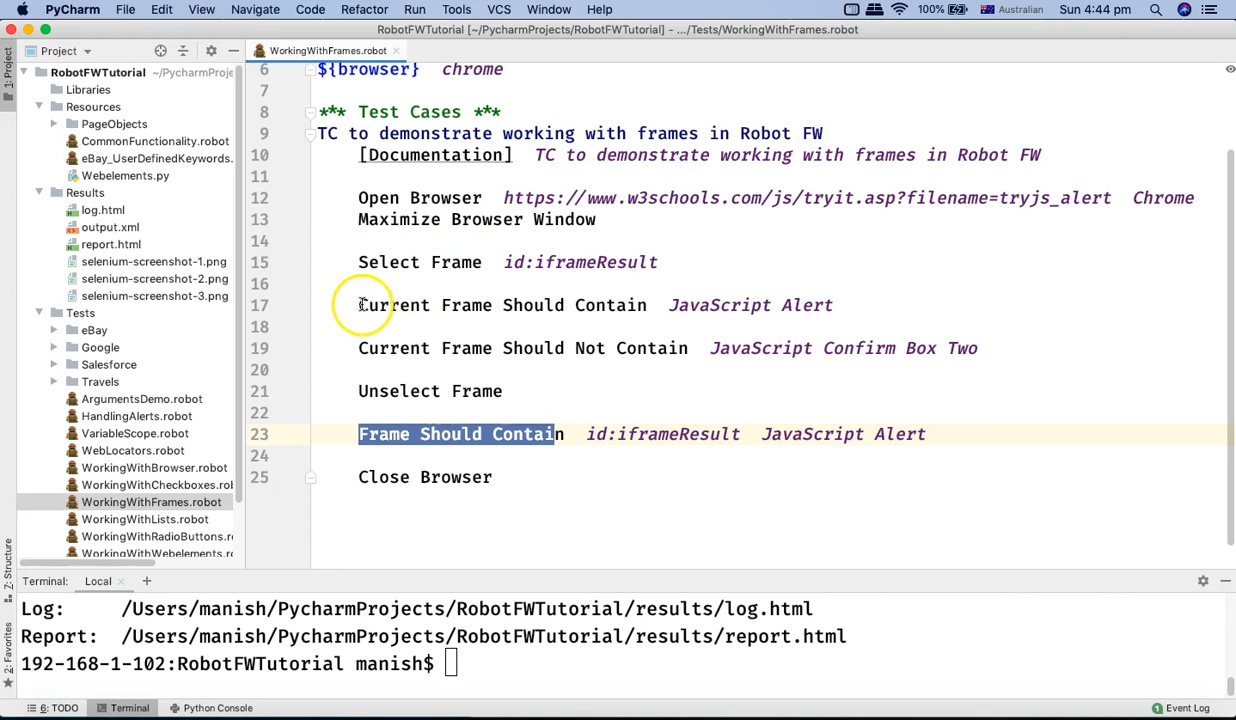 PyCharm File Edit View Navigate Code Refactor Run Tools VCS Window Help 100% Australian Sun 4:44 pm
RobotFWTutorial [~/PycharmProjects/RobotFWTutorial] - .../Tests/WorkingWithFrames.robot
Project WorkingWithFrames.robot
1: Project
RobotFWTutorial ~/PycharmProje
Libraries
Resources
PageObjects
CommonFunctionality.robot
eBay_UserDefinedKeywords.
Webelements.py
Results
log.html
output.xml
report.html
selenium-screenshot-1.png
selenium-screenshot-2.png
selenium-screenshot-3.png
Tests
eBay
Google
Salesforce
Travels
ArgumentsDemo.robot
HandlingAlerts.robot
VariableScope.robot
WebLocators.robot
WorkingWithBrowser.robot
WorkingWithCheckboxes.rob
WorkingWithFrames.robot
WorkingWithLists.robot
WorkingWithRadioButtons.r
WorkingWithWebelements.r
6 ${browser} chrome
7
8 *** Test Cases ***
9 TC to demonstrate working with frames in Robot FW
10 [Documentation] TC to demonstrate working with frames in Robot FW
11
12 Open Browser https://www.w3schools.com/js/tryit.asp?filename=tryjs_alert Chrome
13 Maximize Browser Window
14
15 Select Frame id:iframeResult
16
17 Current Frame Should Contain JavaScript Alert
18
19 Current Frame Should Not Contain JavaScript Confirm Box Two
20
21 Unselect Frame
22
23 Frame Should Contain id:iframeResult JavaScript Alert
24
25 Close Browser
Z: Structure
2: Favorites
Terminal: Local +
Log: /Users/manish/PycharmProjects/RobotFWTutorial/results/log.html
Report: /Users/manish/PycharmProjects/RobotFWTutorial/results/report.html
192-168-1-102:RobotFWTutorial manish$
6: TODO Terminal Python Console 1 Event Log